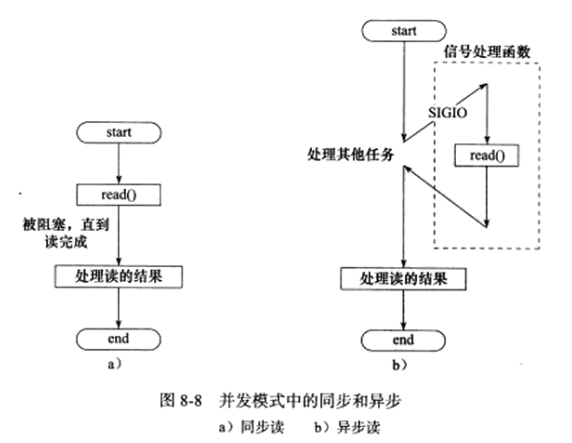 start
read()
被阻塞，直到
读完成
处理读的结果
end
a）
start
信号处理函数
SIGIO
处理其他任务
read()
处理读的结果
end
b）
图 8-8 并发模式中的同步和异步
a）同步读 b）异步读